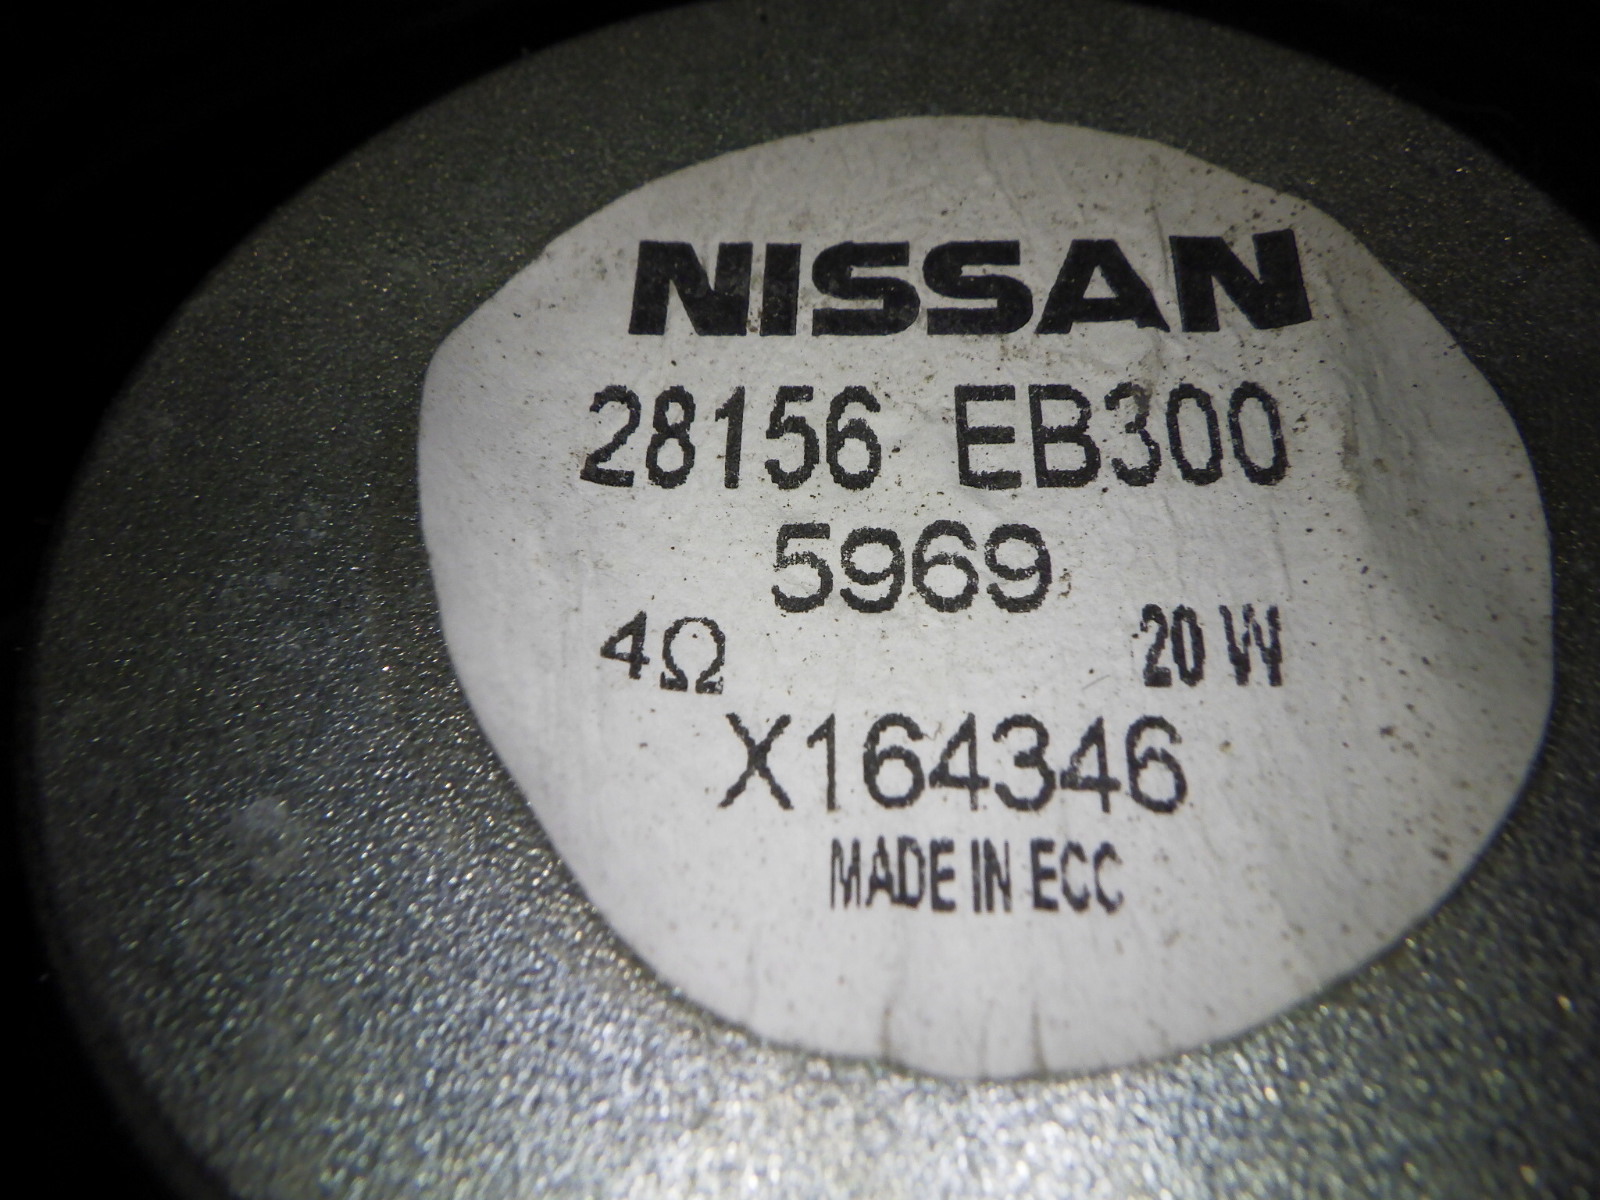 NISSAN
28156 EB300
5969
4Ω 20 W
X164346
MADE IN ECC